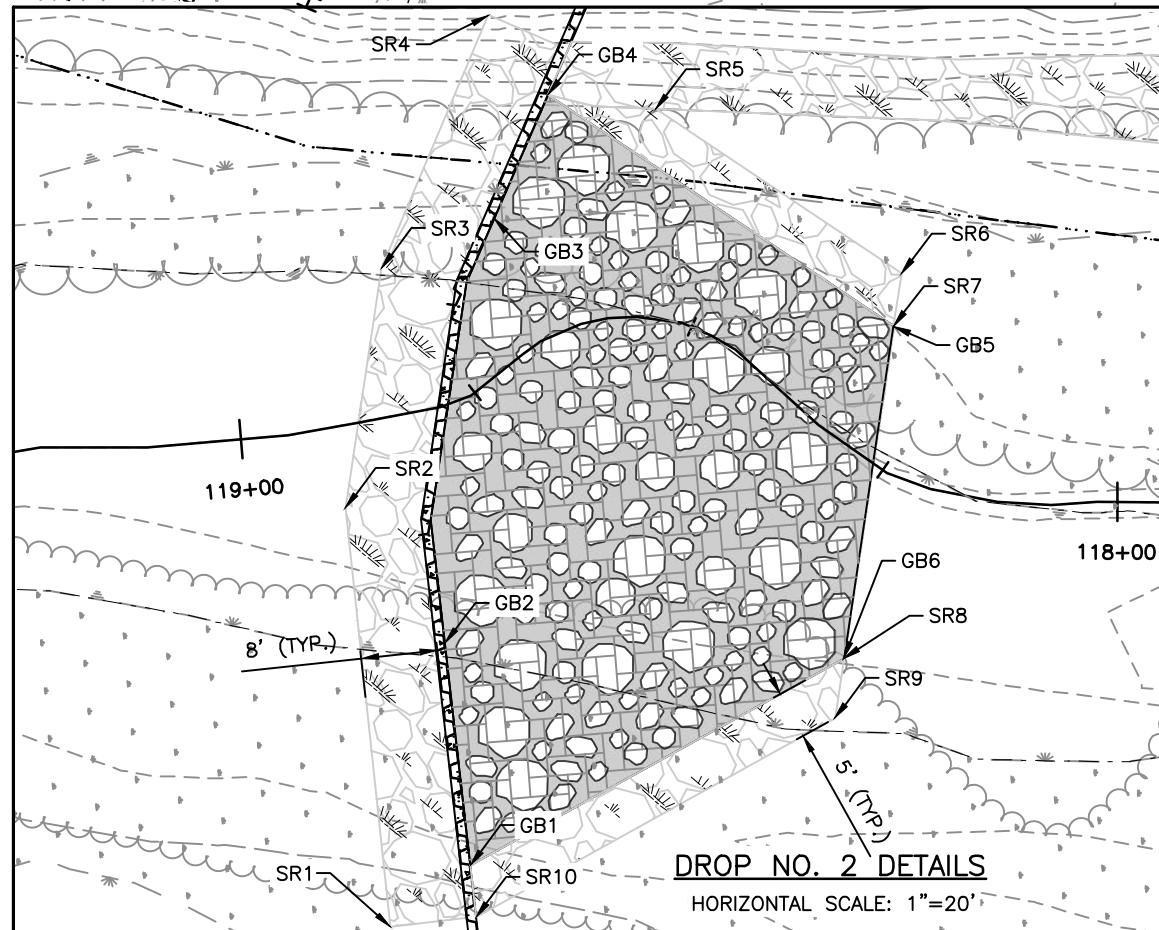 SR4
GB4
SR5
SR3
GB3
SR6
SR7
GB5
SR2
119+00
118+00
GB6
GB2
SR8
8' (TYP.)
SR9
5' (TYP.)
GB1
SR1
SR10
DROP NO. 2 DETAILS
HORIZONTAL SCALE: 1"=20'